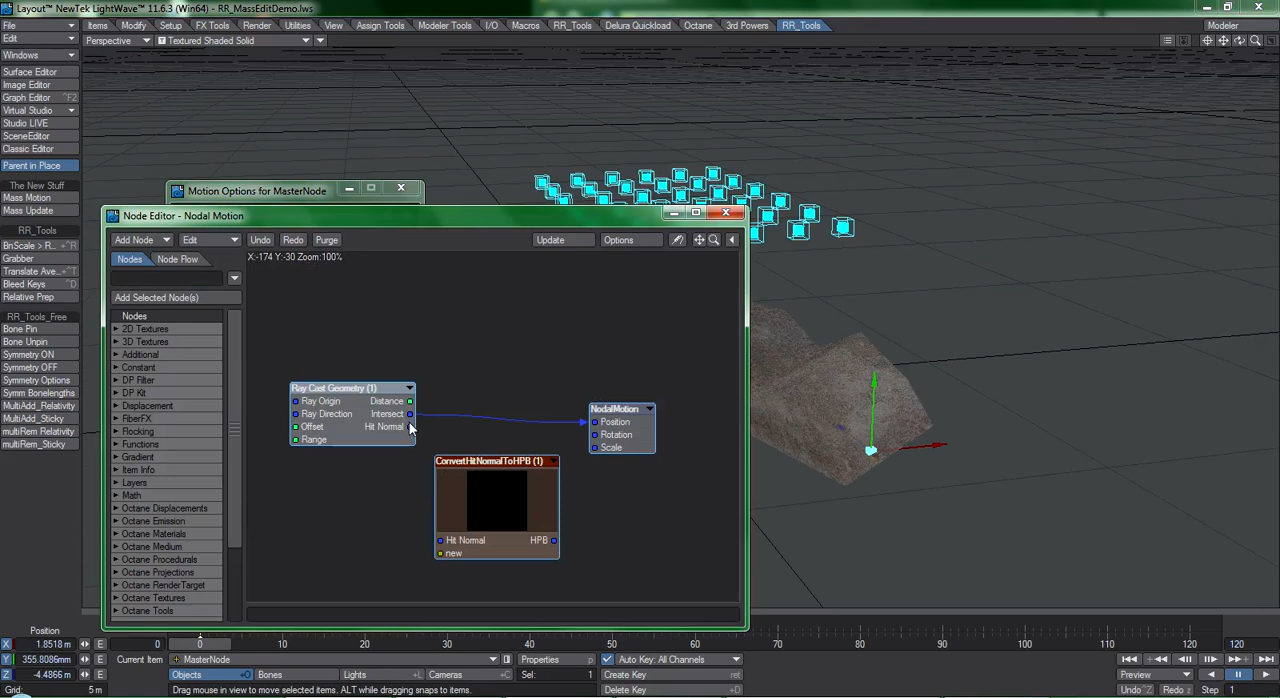 Layout™ NewTek LightWave™ 11.6.3 (Win64) - RR_MassEditDemo.lws
File
Items Modify Setup FX Tools Render Utilities View Assign Tools Modeler Tools I/O Macros RR_Tools Delura Quickload Octane 3rd Powers RR_Tools Modeler
Edit
Perspective T Textured Shaded Solid
Windows
Surface Editor
Image Editor
Graph Editor ^F2
Virtual Studio
Studio LIVE
SceneEditor
Classic Editor
Parent in Place
The New Stuff
Mass Motion
Mass Update
RR_Tools
BnScale > R... ^R
Grabber
Translate Ave... ^T
Bleed Keys ^D
Relative Prep
RR_Tools_Free
Bone Pin
Bone Unpin
Symmetry ON
Symmetry OFF
Symmetry Options
Symm Bonelengths
MultiAdd_Relativity
MultiAdd_Sticky
multiRem_Relativity
multiRem_Sticky
Motion Options for MasterNode
Node Editor - Nodal Motion
Add Node Edit Undo Redo Purge Update Options
Nodes Node Flow
X:-174 Y:-30 Zoom:100%
Add Selected Node(s)
Nodes
2D Textures
3D Textures
Additional
Constant
DP Filter
DP Kit
Displacement
FiberFX
Flocking
Functions
Gradient
Item Info
Layers
Math
Octane Displacements
Octane Emission
Octane Materials
Octane Medium
Octane Procedurals
Octane Projections
Octane RenderTarget
Octane Textures
Octane Tools
Ray Cast Geometry (1)
Ray Origin Distance
Ray Direction Intersect
Offset Hit Normal
Range
ConvertHitNormalToHPB (1)
Hit Normal HPB
new
NodalMotion
Position
Rotation
Scale
Position
X 1.8518 m E
Y 355.8086mm E
Z -4.4866 m E
Grid: 5 m
0 0 10 20 30 40 50 60 70 80 90 100 110 120 120
Current Item MasterNode Properties p Auto Key: All Channels
Objects +O Bones +B Lights +L Cameras +C Sel: 1 Create Key ret
Drag mouse in view to move selected items. ALT while dragging snaps to items. Delete Key del
Preview
Undo ^Z Redo z Step 1